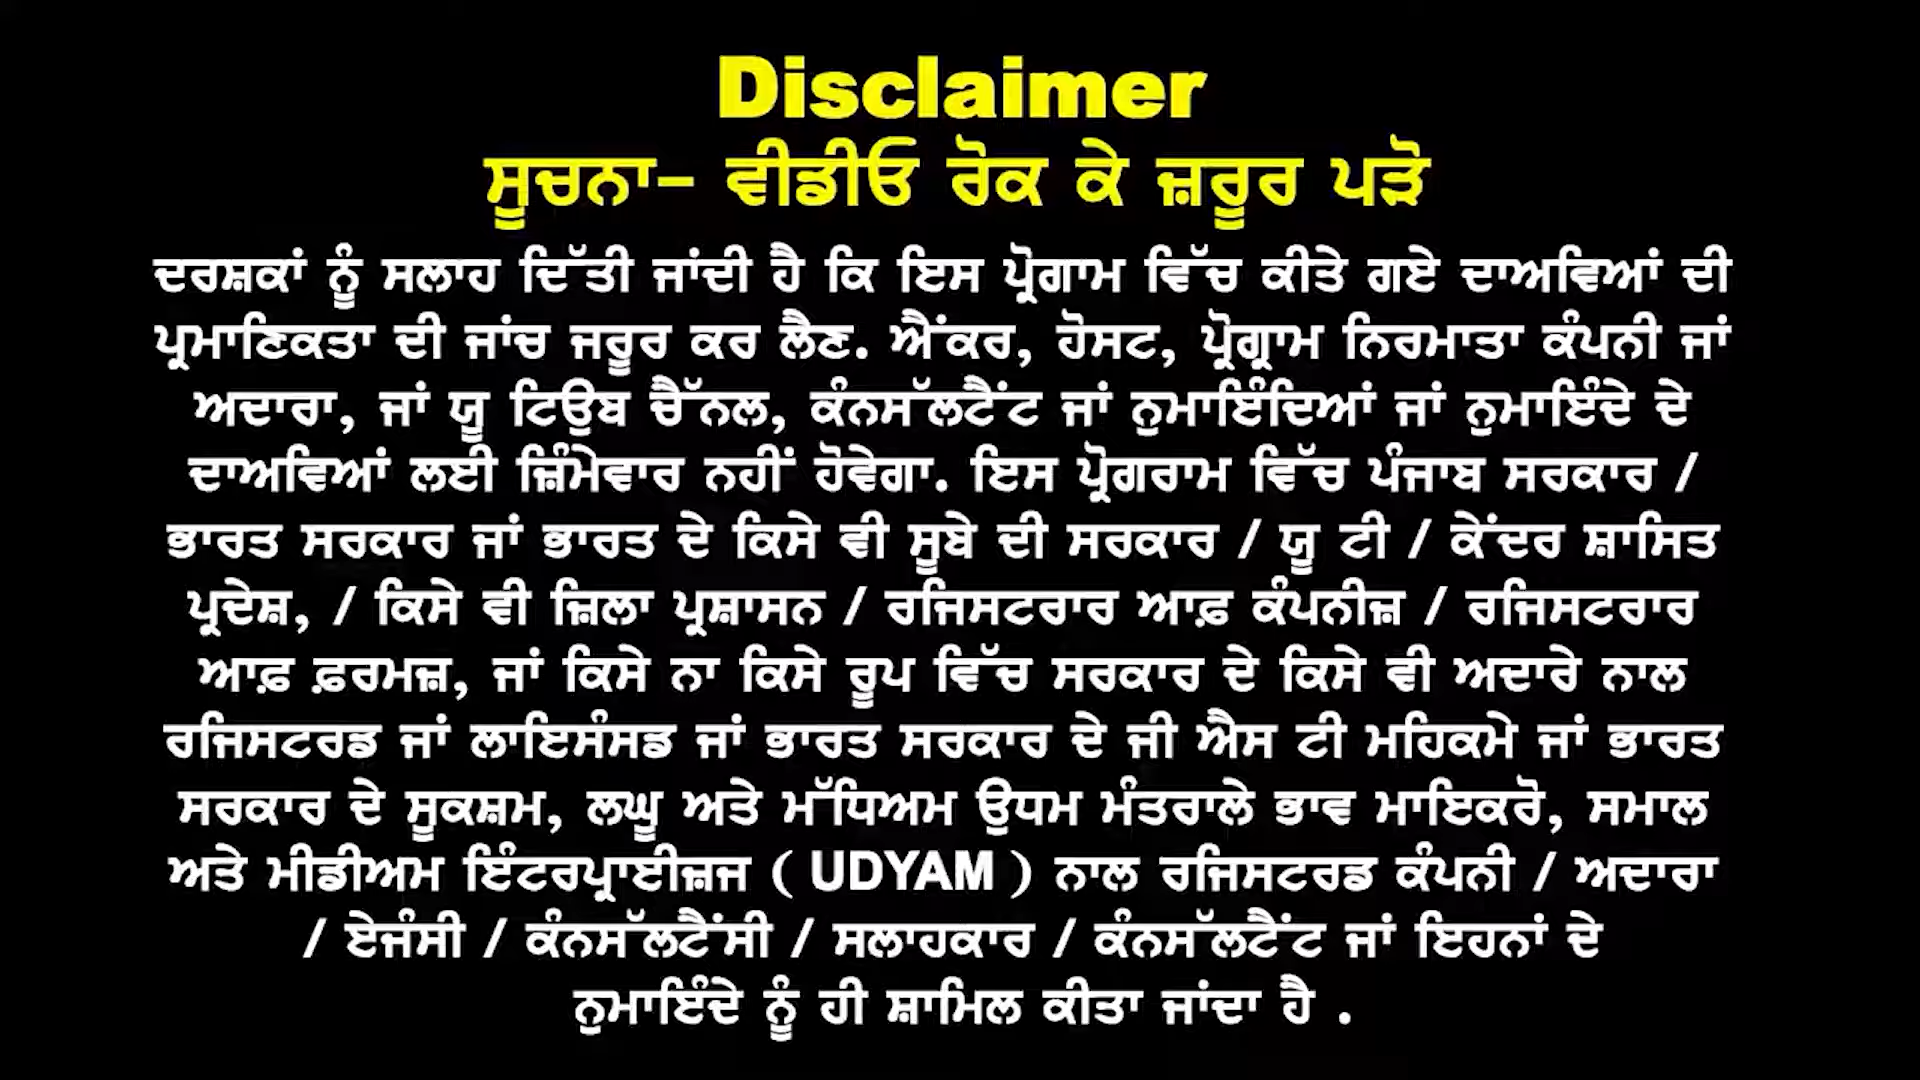 Disclaimer
ਸੂਚਨਾ- ਵੀਡੀਓ ਰੋਕ ਕੇ ਜ਼ਰੂਰ ਪੜੋ
ਦਰਸ਼ਕਾਂ ਨੂੰ ਸਲਾਹ ਦਿੱਤੀ ਜਾਂਦੀ ਹੈ ਕਿ ਇਸ ਪ੍ਰੋਗਾਮ ਵਿੱਚ ਕੀਤੇ ਗਏ ਦਾਅਵਿਆਂ ਦੀ
ਪ੍ਰਮਾਣਿਕਤਾ ਦੀ ਜਾਂਚ ਜਰੂਰ ਕਰ ਲੈਣ. ਐਂਕਰ, ਹੋਸਟ, ਪ੍ਰੋਗ੍ਰਾਮ ਨਿਰਮਾਤਾ ਕੰਪਨੀ ਜਾਂ
ਅਦਾਰਾ, ਜਾਂ ਯੂ ਟਿਉਬ ਚੈੱਨਲ, ਕੰਨਸੱਲਟੈਂਟ ਜਾਂ ਨੁਮਾਇੰਦਿਆਂ ਜਾਂ ਨੁਮਾਇੰਦੇ ਦੇ
ਦਾਅਵਿਆਂ ਲਈ ਜ਼ਿੰਮੇਵਾਰ ਨਹੀਂ ਹੋਵੇਗਾ. ਇਸ ਪ੍ਰੋਗਰਾਮ ਵਿੱਚ ਪੰਜਾਬ ਸਰਕਾਰ /
ਭਾਰਤ ਸਰਕਾਰ ਜਾਂ ਭਾਰਤ ਦੇ ਕਿਸੇ ਵੀ ਸੂਬੇ ਦੀ ਸਰਕਾਰ / ਯੂ ਟੀ / ਕੇਂਦਰ ਸ਼ਾਸਿਤ
ਪ੍ਰਦੇਸ਼, / ਕਿਸੇ ਵੀ ਜ਼ਿਲਾ ਪ੍ਰਸ਼ਾਸਨ / ਰਜਿਸਟਰਾਰ ਆਫ਼ ਕੰਪਨੀਜ਼ / ਰਜਿਸਟਰਾਰ
ਆਫ਼ ਫ਼ਰਮਜ਼, ਜਾਂ ਕਿਸੇ ਨਾ ਕਿਸੇ ਰੂਪ ਵਿੱਚ ਸਰਕਾਰ ਦੇ ਕਿਸੇ ਵੀ ਅਦਾਰੇ ਨਾਲ
ਰਜਿਸਟਰਡ ਜਾਂ ਲਾਇਸੰਸਡ ਜਾਂ ਭਾਰਤ ਸਰਕਾਰ ਦੇ ਜੀ ਐਸ ਟੀ ਮਹਿਕਮੇ ਜਾਂ ਭਾਰਤ
ਸਰਕਾਰ ਦੇ ਸੂਕਸ਼ਮ, ਲਘੂ ਅਤੇ ਮੱਧਿਅਮ ਉਧਮ ਮੰਤਰਾਲੇ ਭਾਵ ਮਾਇਕਰੋ, ਸਮਾਲ
ਅਤੇ ਮੀਡੀਅਮ ਇੰਟਰਪ੍ਰਾਈਜ਼ਜ ( UDYAM ) ਨਾਲ ਰਜਿਸਟਰਡ ਕੰਪਨੀ / ਅਦਾਰਾ
/ ਏਜੰਸੀ / ਕੰਨਸੱਲਟੈਂਸੀ / ਸਲਾਹਕਾਰ / ਕੰਨਸੱਲਟੈਂਟ ਜਾਂ ਇਹਨਾਂ ਦੇ
ਨੁਮਾਇੰਦੇ ਨੂੰ ਹੀ ਸ਼ਾਮਿਲ ਕੀਤਾ ਜਾਂਦਾ ਹੈ .